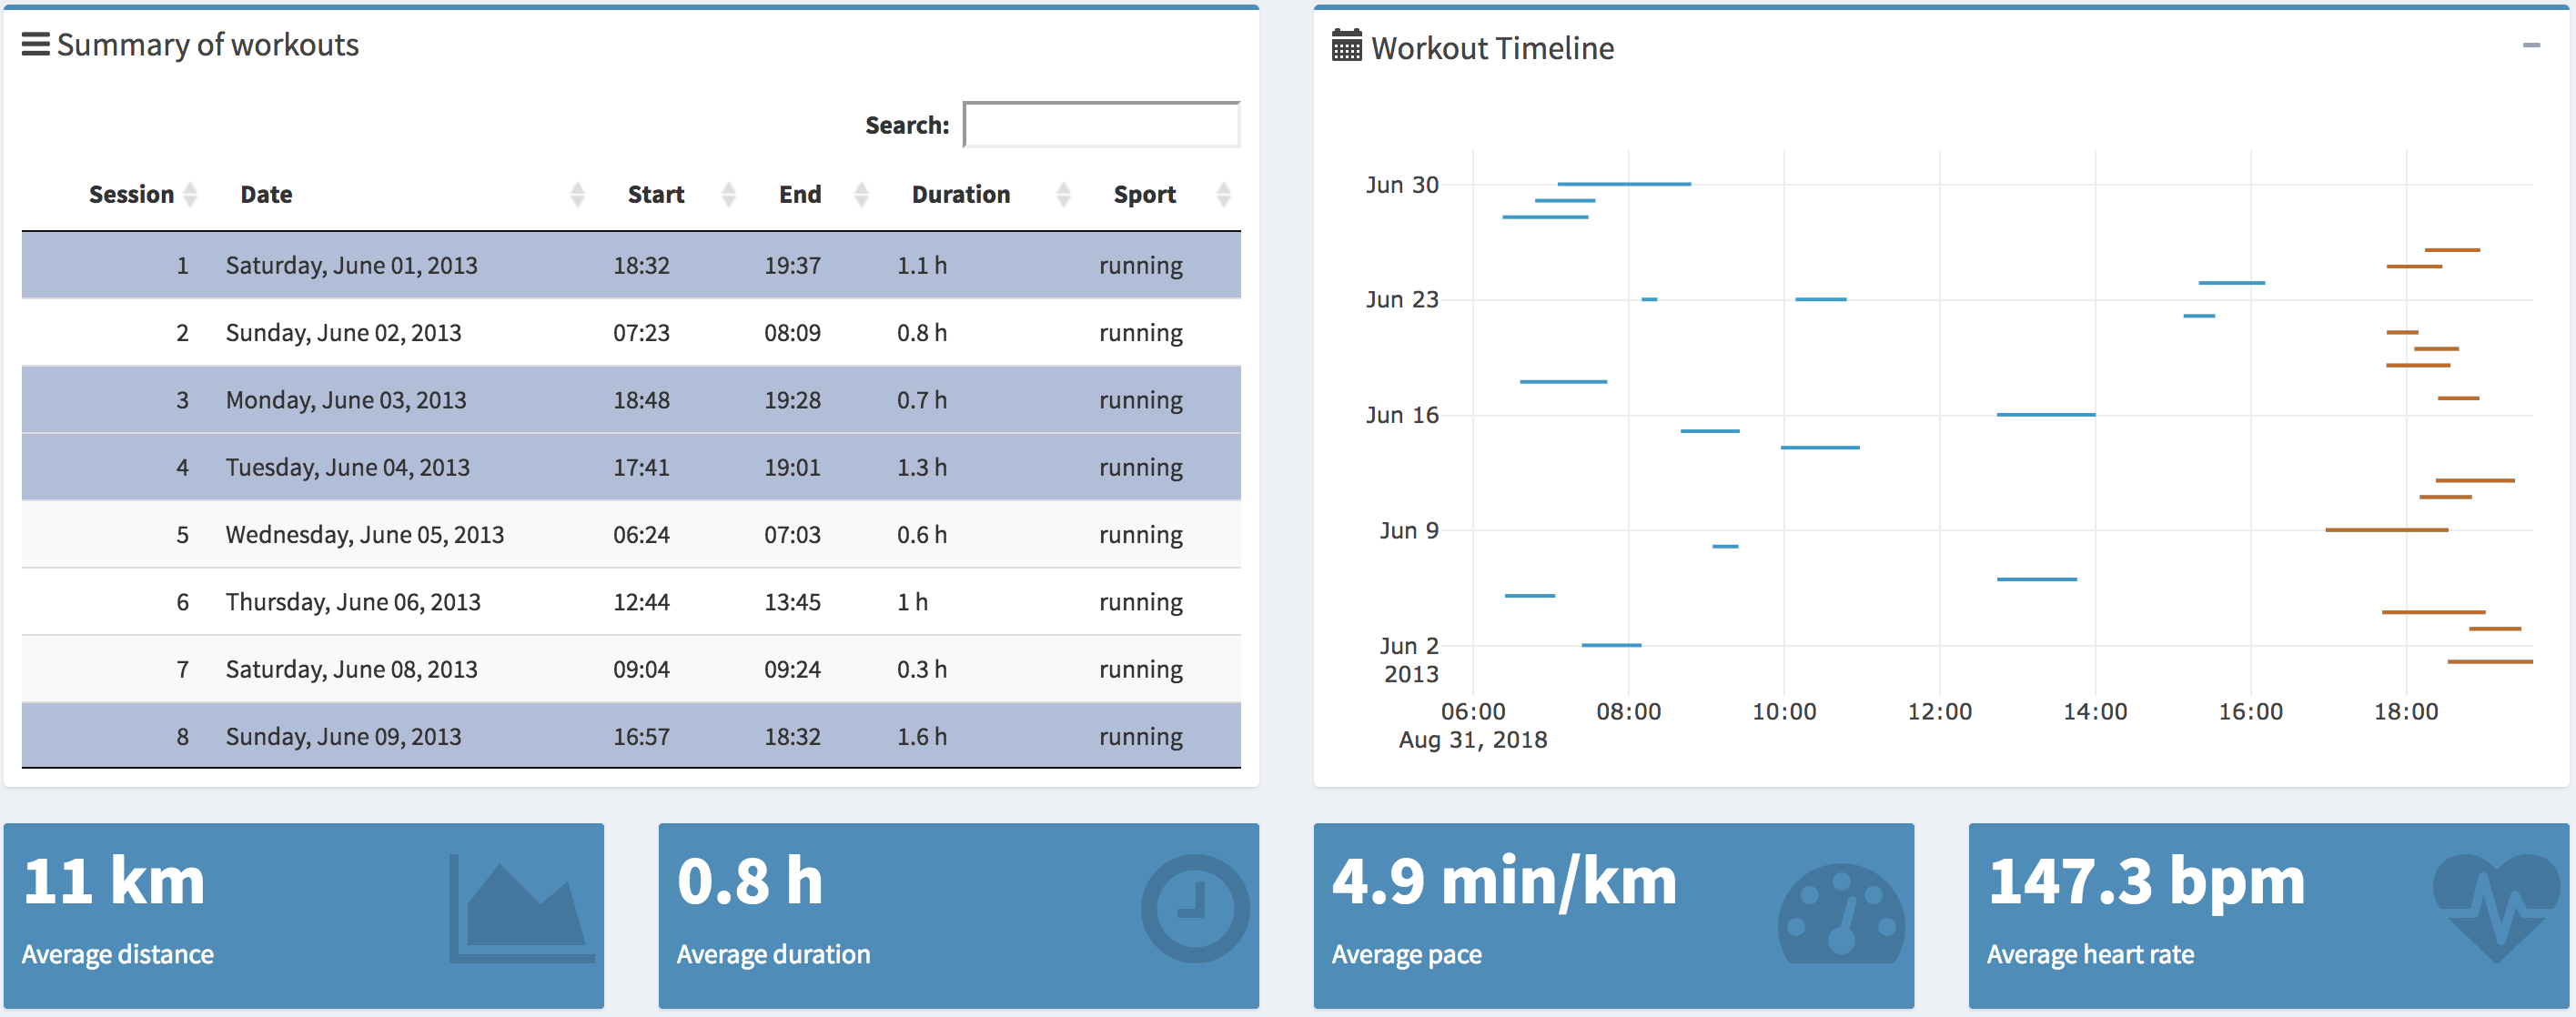 Summary of workouts
Search:
Session Date Start End Duration Sport
1 Saturday, June 01, 2013 18:32 19:37 1.1 h running
2 Sunday, June 02, 2013 07:23 08:09 0.8 h running
3 Monday, June 03, 2013 18:48 19:28 0.7 h running
4 Tuesday, June 04, 2013 17:41 19:01 1.3 h running
5 Wednesday, June 05, 2013 06:24 07:03 0.6 h running
6 Thursday, June 06, 2013 12:44 13:45 1 h running
7 Saturday, June 08, 2013 09:04 09:24 0.3 h running
8 Sunday, June 09, 2013 16:57 18:32 1.6 h running
Workout Timeline
Jun 30
Jun 23
Jun 16
Jun 9
Jun 2
2013
06:00 08:00 10:00 12:00 14:00 16:00 18:00
Aug 31, 2018
11 km
Average distance
0.8 h
Average duration
4.9 min/km
Average pace
147.3 bpm
Average heart rate